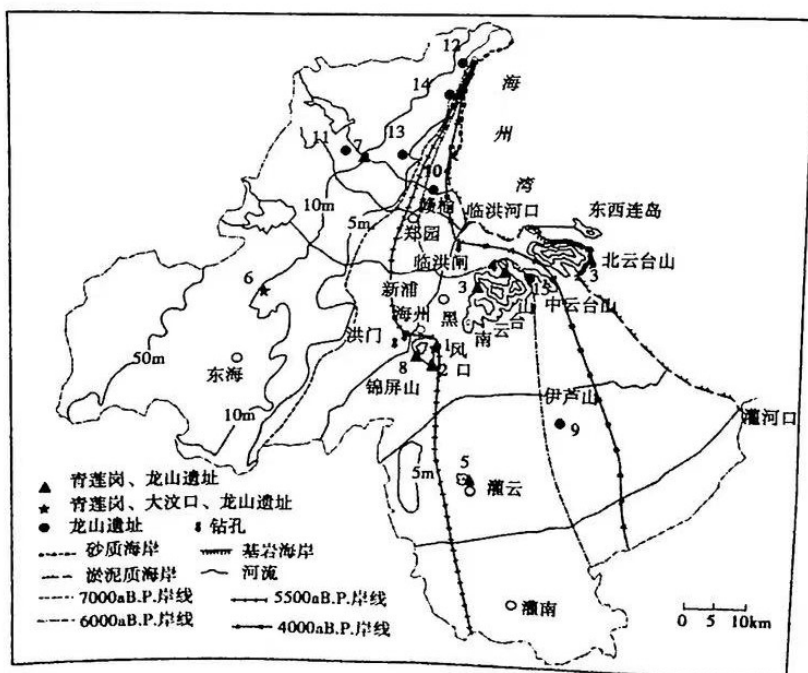 12
14
海
州
湾
11
7
13
10
赣榆
10m
5m
郑园
临洪河口
东西连岛
临洪闸
北云台山
3
6
新浦
3
4
15
中云台山
海州
黑
南云台山
洪门
1
风
口
7
8
2
50m
东海
锦屏山
伊芦山
灌河口
9
10m
5m
5
灌云
▲ 青莲岗、龙山遗址
★ 青莲岗、大汶口、龙山遗址
● 龙山遗址 钻孔
砂质海岸 基岩海岸
淤泥质海岸 河流
7000aB.P.岸线 5500aB.P.岸线
6000aB.P.岸线 4000aB.P.岸线
灌南
0 5 10km